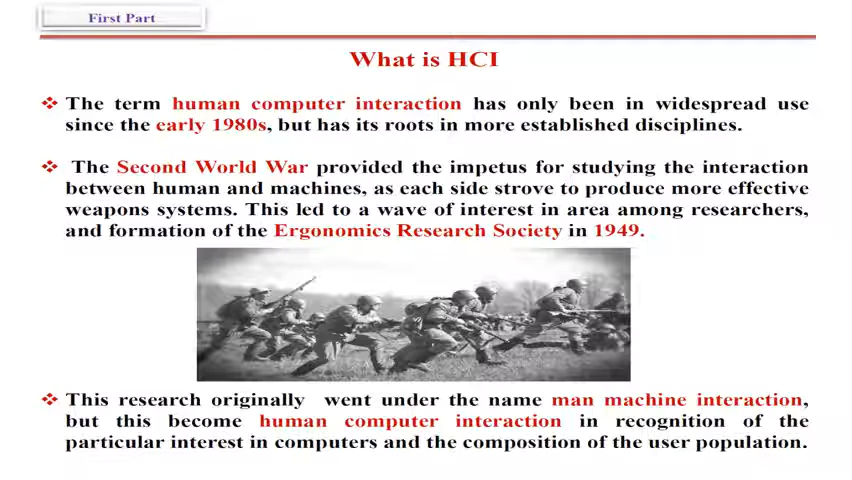 First Part
What is HCI
❖ The term human computer interaction has only been in widespread use
since the early 1980s, but has its roots in more established disciplines.
❖ The Second World War provided the impetus for studying the interaction
between human and machines, as each side strove to produce more effective
weapons systems. This led to a wave of interest in area among researchers,
and formation of the Ergonomics Research Society in 1949.
❖ This research originally went under the name man machine interaction,
but this become human computer interaction in recognition of the
particular interest in computers and the composition of the user population.